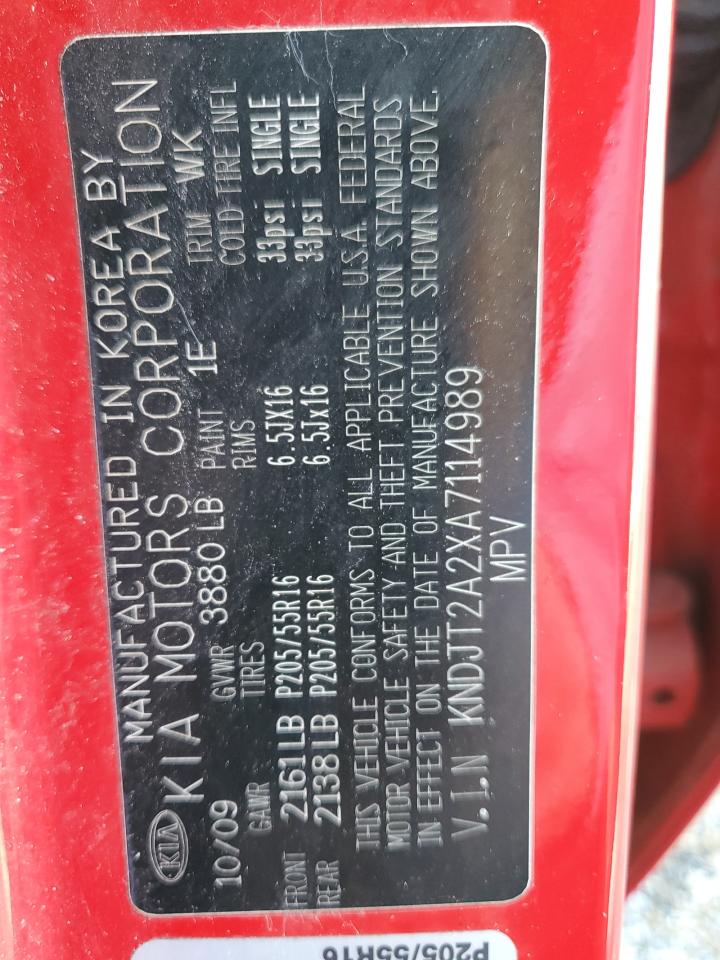 MANUFACTURED IN KOREA BY
KIA KIA MOTORS CORPORATION
10/09 GVWR 3880 LB PAINT 1E TRIM WK
GAWR TIRES RIMS COLD TIRE INFL
FRONT 2161LB P205/55R16 6.5JX16 33psi SINGLE
REAR 2138LB P205/55R16 6.5Jx16 33psi SINGLE
THIS VEHICLE CONFORMS TO ALL APPLICABLE U.S.A. FEDERAL
MOTOR VEHICLE SAFETY AND THEFT PREVENTION STANDARDS
IN EFFECT ON THE DATE OF MANUFACTURE SHOWN ABOVE.
V.I.N KNDJT2A2XA7114989
MPV
P205/55R16